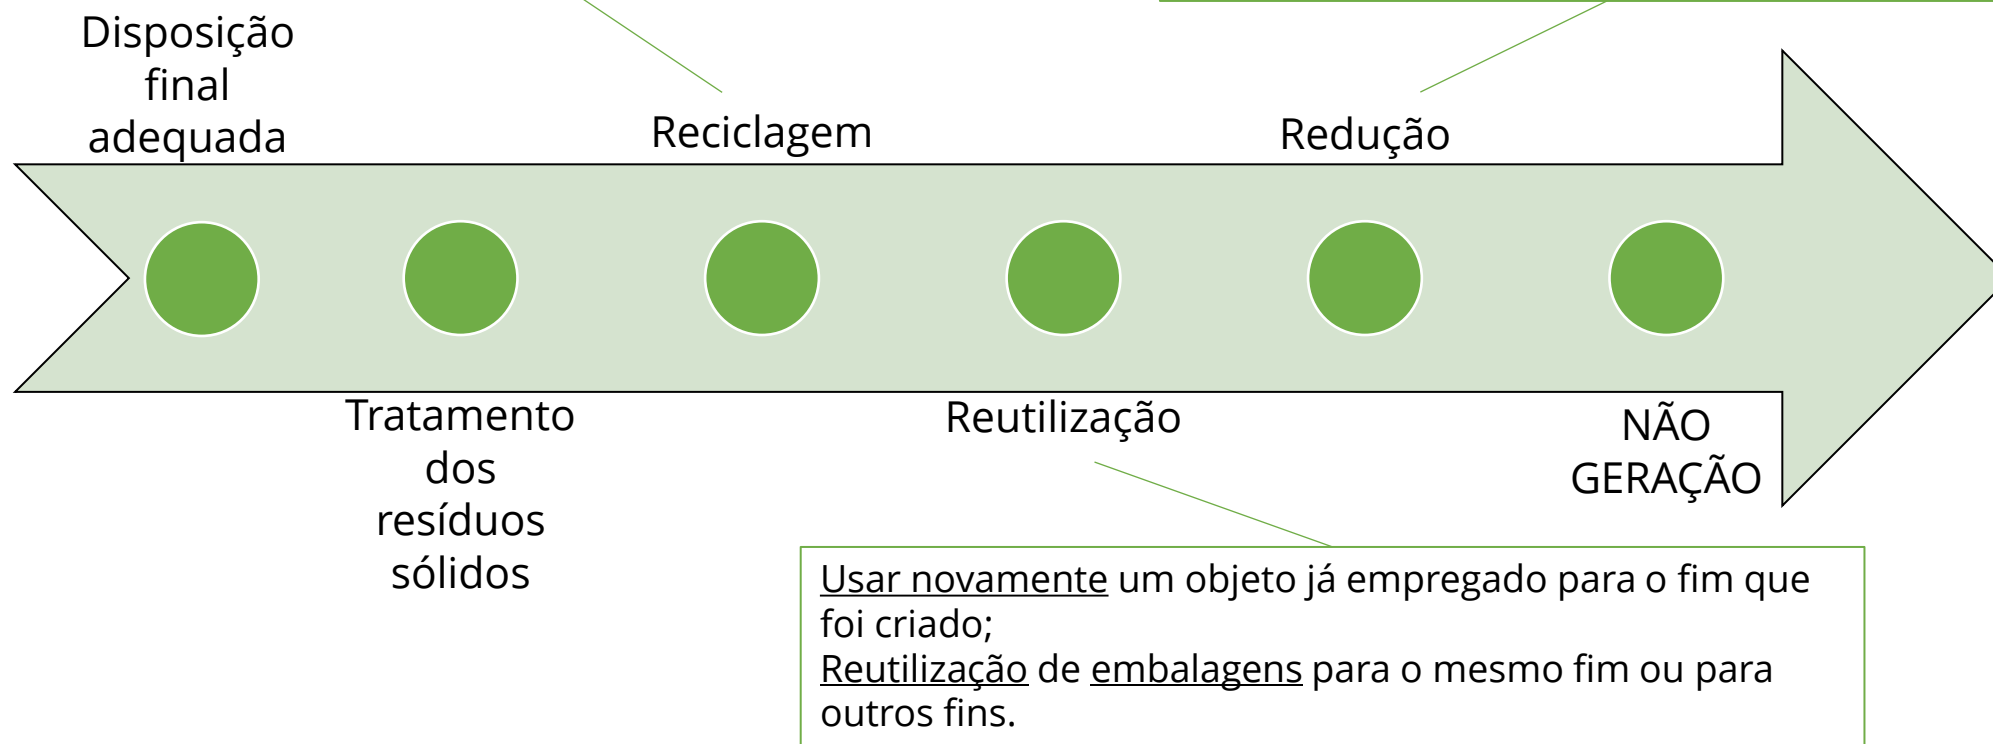 Disposição
final
adequada
Reciclagem
Redução
Tratamento
dos
resíduos
sólidos
Reutilização
NÃO
GERAÇÃO
Usar novamente um objeto já empregado para o fim que
foi criado;
Reutilização de embalagens para o mesmo fim ou para
outros fins.